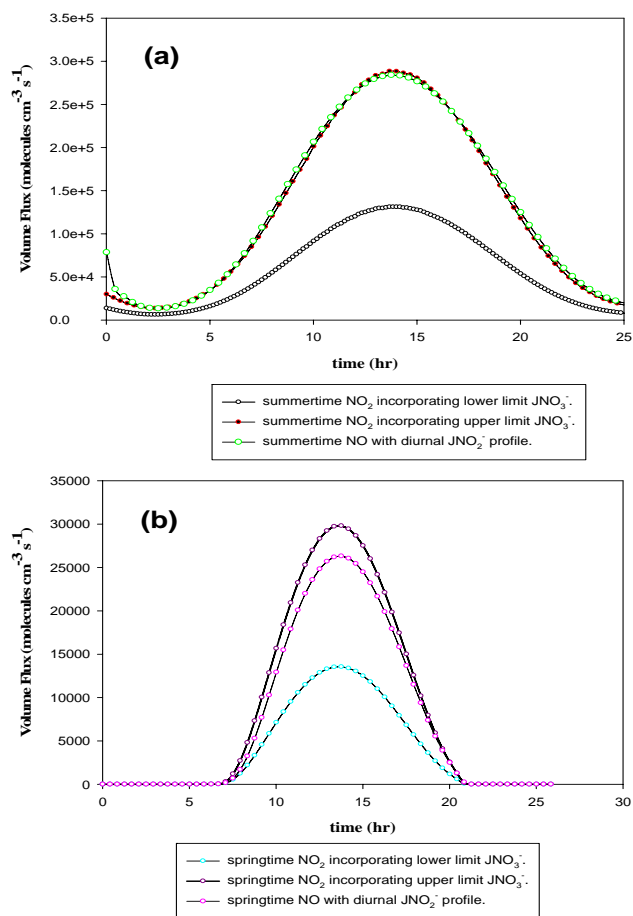 (a)
3.5e+5
3.0e+5
2.5e+5
2.0e+5
1.5e+5
1.0e+5
5.0e+4
0.0
Volume Flux (molecules cm⁻³ s⁻¹)
0 5 10 15 20 25
time (hr)
summertime NO₂ incorporating lower limit JNO₃⁻.
summertime NO₂ incorporating upper limit JNO₃⁻.
summertime NO with diurnal JNO₂⁻ profile.
(b)
35000
30000
25000
20000
15000
10000
5000
0
Volume Flux (molecules cm⁻³ s⁻¹)
0 10 15 20 30
time (hr)
springtime NO₂ incorporating lower limit JNO₃⁻.
springtime NO₂ incorporating upper limit JNO₃⁻.
springtime NO with diurnal JNO₂⁻ profile.